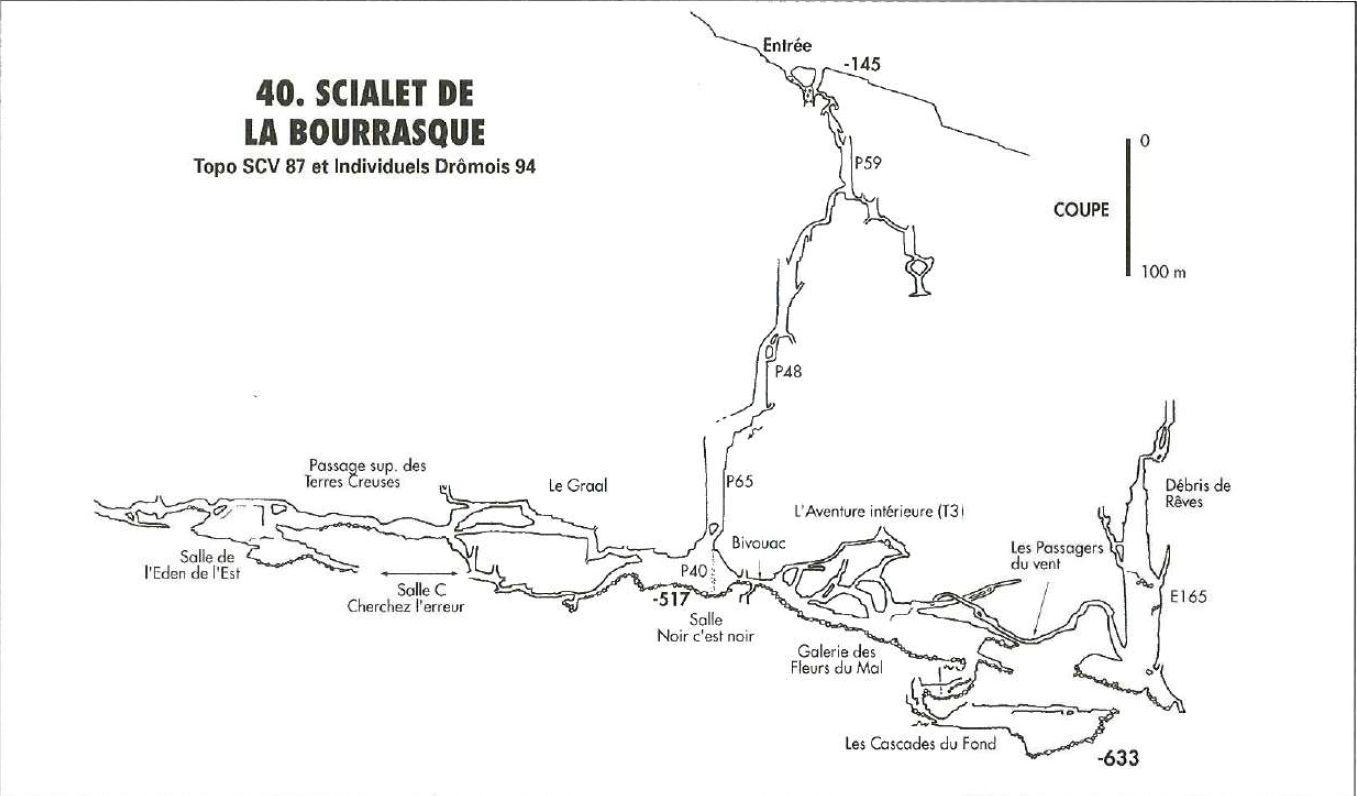 40. SCIALET DE
LA BOURRASQUE
Topo SCV 87 et Individuels Drômois 94
Entrée
-145
P59
0
COUPE
100 m
P48
P65
Passage sup. des
Terres Creuses
Le Graal
L'Aventure intérieure (T3)
Débris de
Rêves
Salle de
l'Eden de l'Est
Salle C
Cherchez l'erreur
P40
Bivouac
-517
Salle
Noir c'est noir
Les Passagers
du vent
E165
Galerie des
Fleurs du Mal
Les Cascades du Fond
-633